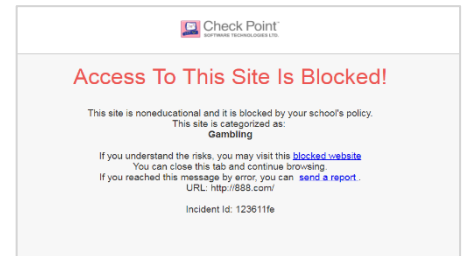 Check Point
SOFTWARE TECHNOLOGIES LTD.
Access To This Site Is Blocked!
This site is noneducational and it is blocked by your school's policy.
This site is categorized as:
Gambling
If you understand the risks, you may visit this blocked website
You can close this tab and continue browsing.
If you reached this message by error, you can send a report .
URL: http://888.com/
Incident Id: 123611fe